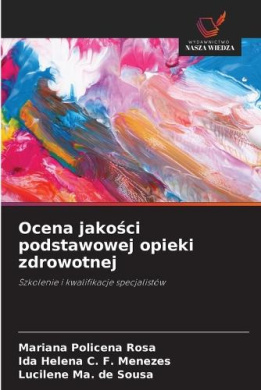 WYDAWNICTWO
NASZA WIEDZA
Ocena jakości
podstawowej opieki
zdrowotnej
Szkolenie i kwalifikacje specjalistów
Mariana Policena Rosa
Ida Helena C. F. Menezes
Lucilene Ma. de Sousa